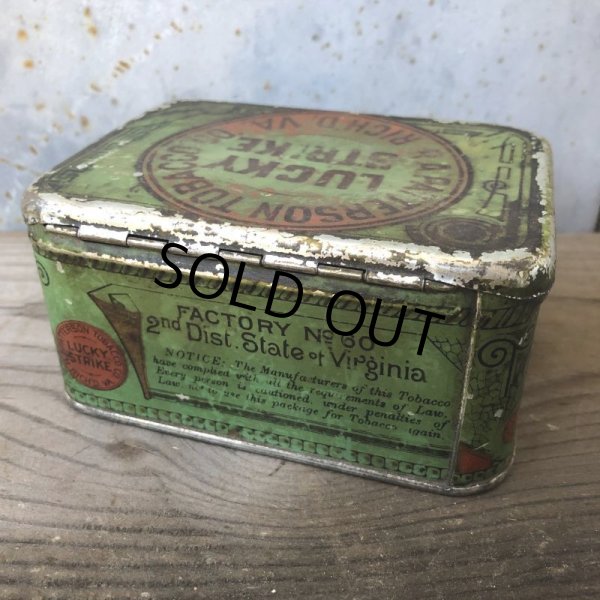 LUCKY
STRIKE
PATTERSON TOBACCO
RICH'D. VA
SOLD OUT
FACTORY No 60
2nd Dist. State of Virginia
NOTICE: The Manufacturers of this Tobacco
have complied with all the requirements of Law.
Every person is cautioned, under penalties of
Law, not to use this package for Tobacco again.
TOBACCO
LUCKY
STRIKE